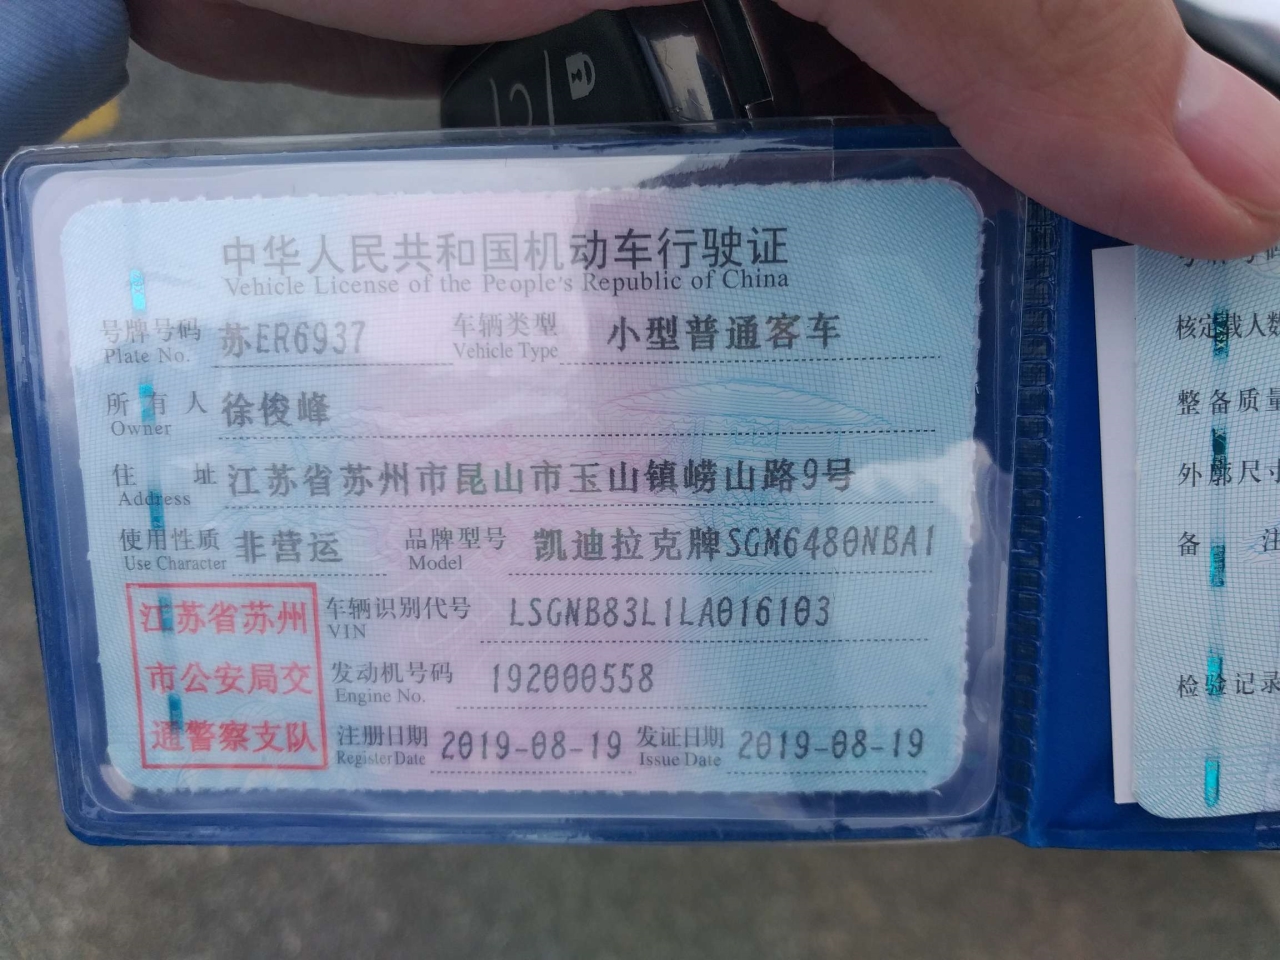 中华人民共和国机动车行驶证
Vehicle License of the People's Republic of China
号牌号码 苏ER6937 车辆类型 小型普通客车
Plate No. Vehicle Type
所有人 徐俊峰
Owner
住址 江苏省苏州市昆山市玉山镇崂山路9号
Address
使用性质 非营运 品牌型号 凯迪拉克牌SGM6480NBA1
Use Character Model
江苏省苏州
市公安局交
通警察支队
车辆识别代号 LSGNB83L1LA016103
VIN
发动机号码 192000558
Engine No.
注册日期 2019-08-19 发证日期 2019-08-19
Register Date Issue Date
核定载人数
整备质量
外廓尺寸
备 注
检验记录